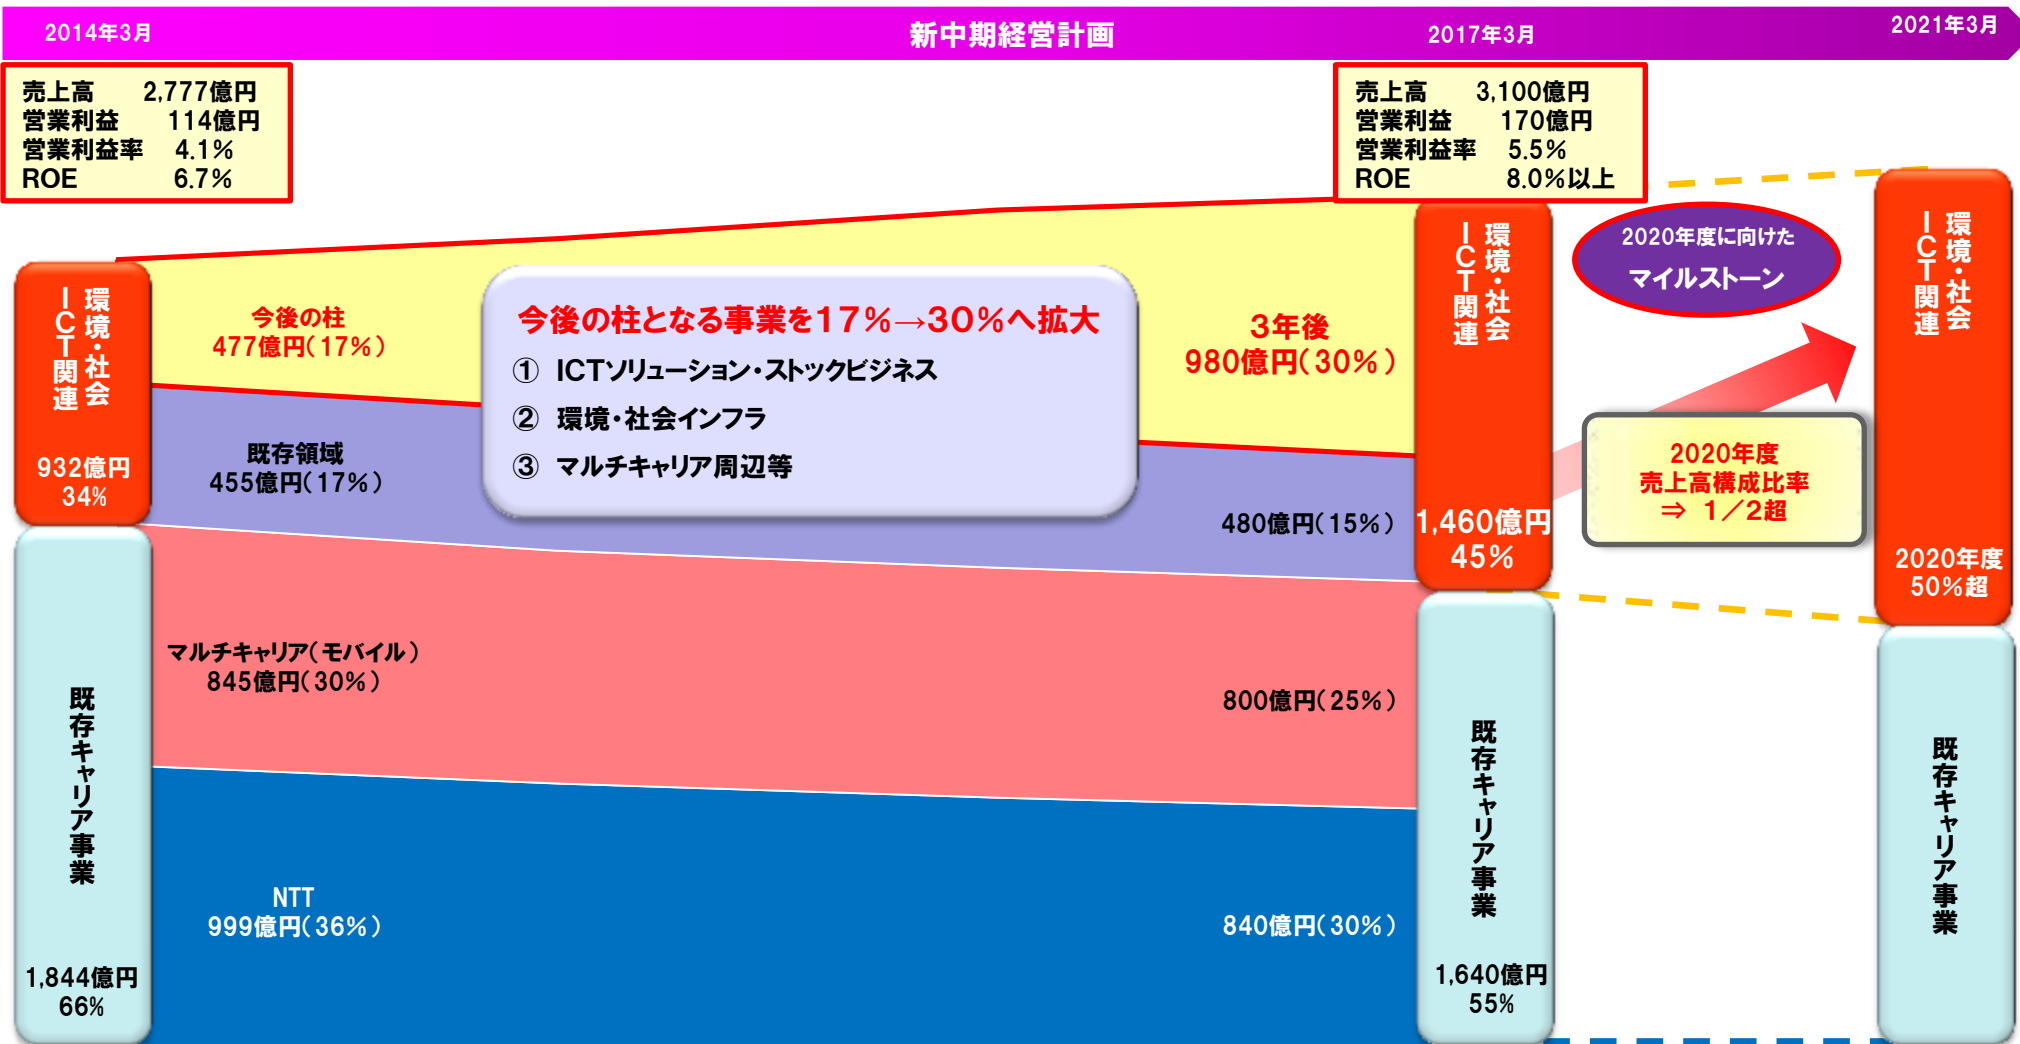 2014年3月
新中期経営計画
2017年3月
2021年3月
売上高 2,777億円
営業利益 114億円
営業利益率 4.1%
ROE 6.7%
売上高 3,100億円
営業利益 170億円
営業利益率 5.5%
ROE 8.0%以上
環境・社会
ICT関連
932億円
34%
今後の柱
477億円(17%)
既存領域
455億円(17%)
今後の柱となる事業を17%→30%へ拡大
① ICTソリューション・ストックビジネス
② 環境・社会インフラ
③ マルチキャリア周辺等
3年後
980億円(30%)
480億円(15%)
環境・社会
ICT関連
1,460億円
45%
2020年度に向けた
マイルストーン
2020年度
売上高構成比率
⇒ 1/2超
環境・社会
ICT関連
2020年度
50%超
既存キャリア事業
1,844億円
66%
マルチキャリア(モバイル)
845億円(30%)
800億円(25%)
NTT
999億円(36%)
840億円(30%)
既存キャリア事業
1,640億円
55%
既存キャリア事業